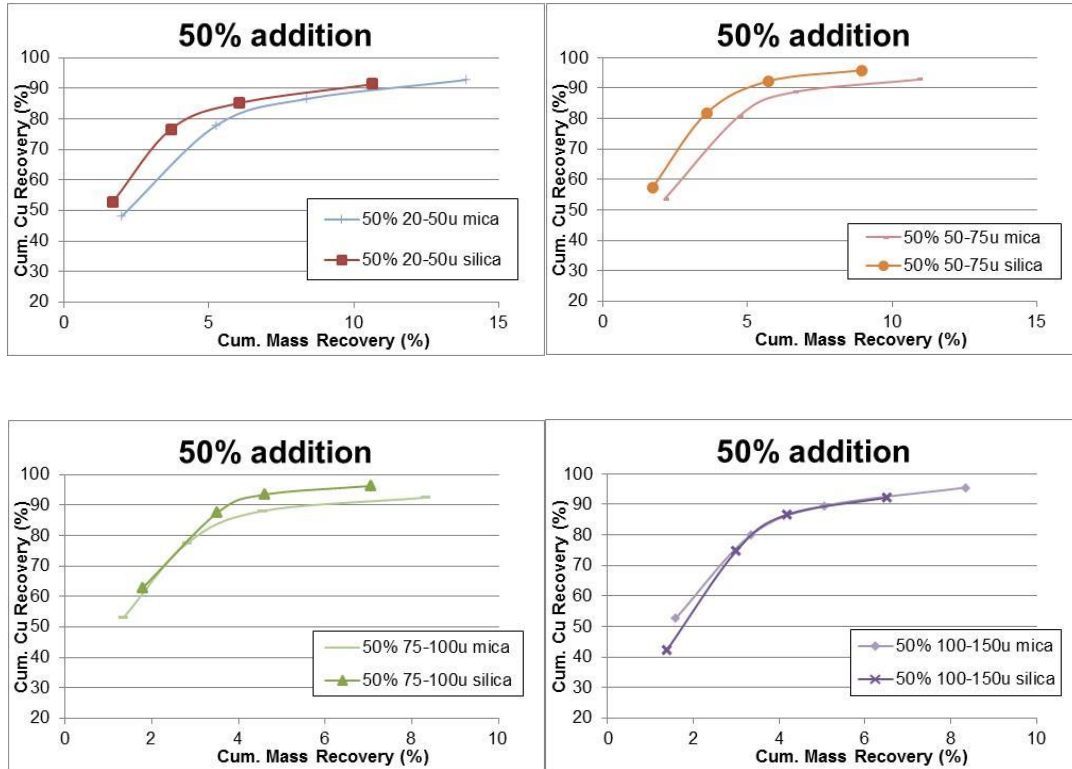 50% addition
Cum. Cu Recovery (%)
100
90
80
70
60
50
40
30
20
0
5
10
15
Cum. Mass Recovery (%)
50% 20-50u mica
50% 20-50u silica
50% addition
Cum. Cu Recovery (%)
100
90
80
70
60
50
40
30
20
0
5
10
15
Cum. Mass Recovery (%)
50% 50-75u mica
50% 50-75u silica
50% addition
Cum. Cu Recovery (%)
100
90
80
70
60
50
40
30
20
0
2
4
6
8
10
Cum. Mass Recovery (%)
50% 75-100u mica
50% 75-100u silica
50% addition
Cum. Cu Recovery (%)
100
90
80
70
60
50
40
30
20
0
2
4
6
8
10
Cum. Mass Recovery (%)
50% 100-150u mica
50% 100-150u silica